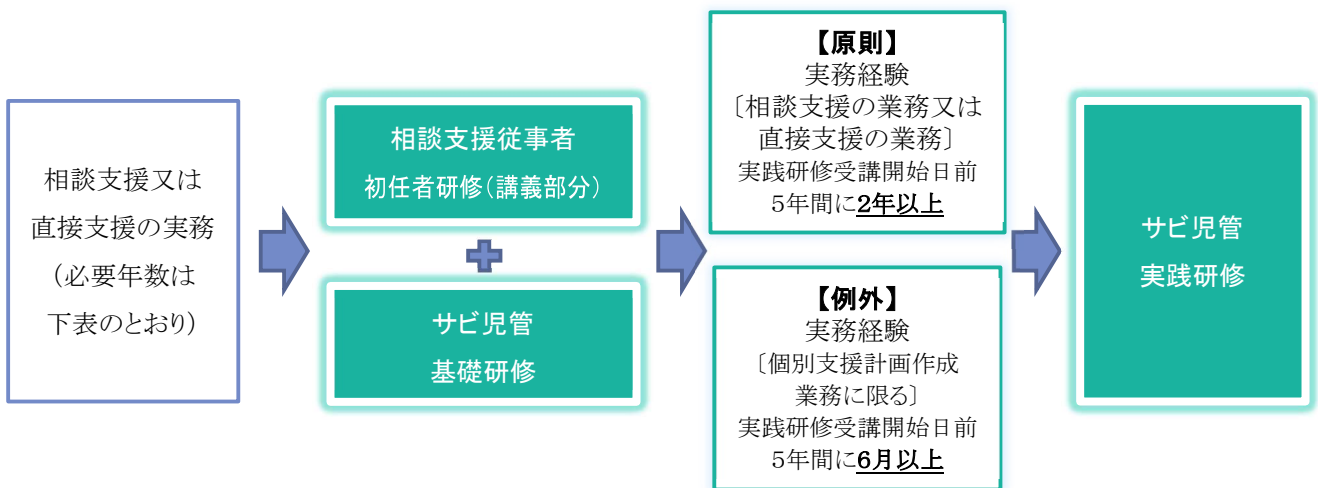 相談支援又は
直接支援の実務
(必要年数は
下表のとおり)
相談支援従事者
初任者研修(講義部分)
サビ児管
基礎研修
【原則】
実務経験
〔相談支援の業務又は
直接支援の業務〕
実践研修受講開始日前
5年間に2年以上
【例外】
実務経験
〔個別支援計画作成
業務に限る〕
実践研修受講開始日前
5年間に6月以上
サビ児管
実践研修